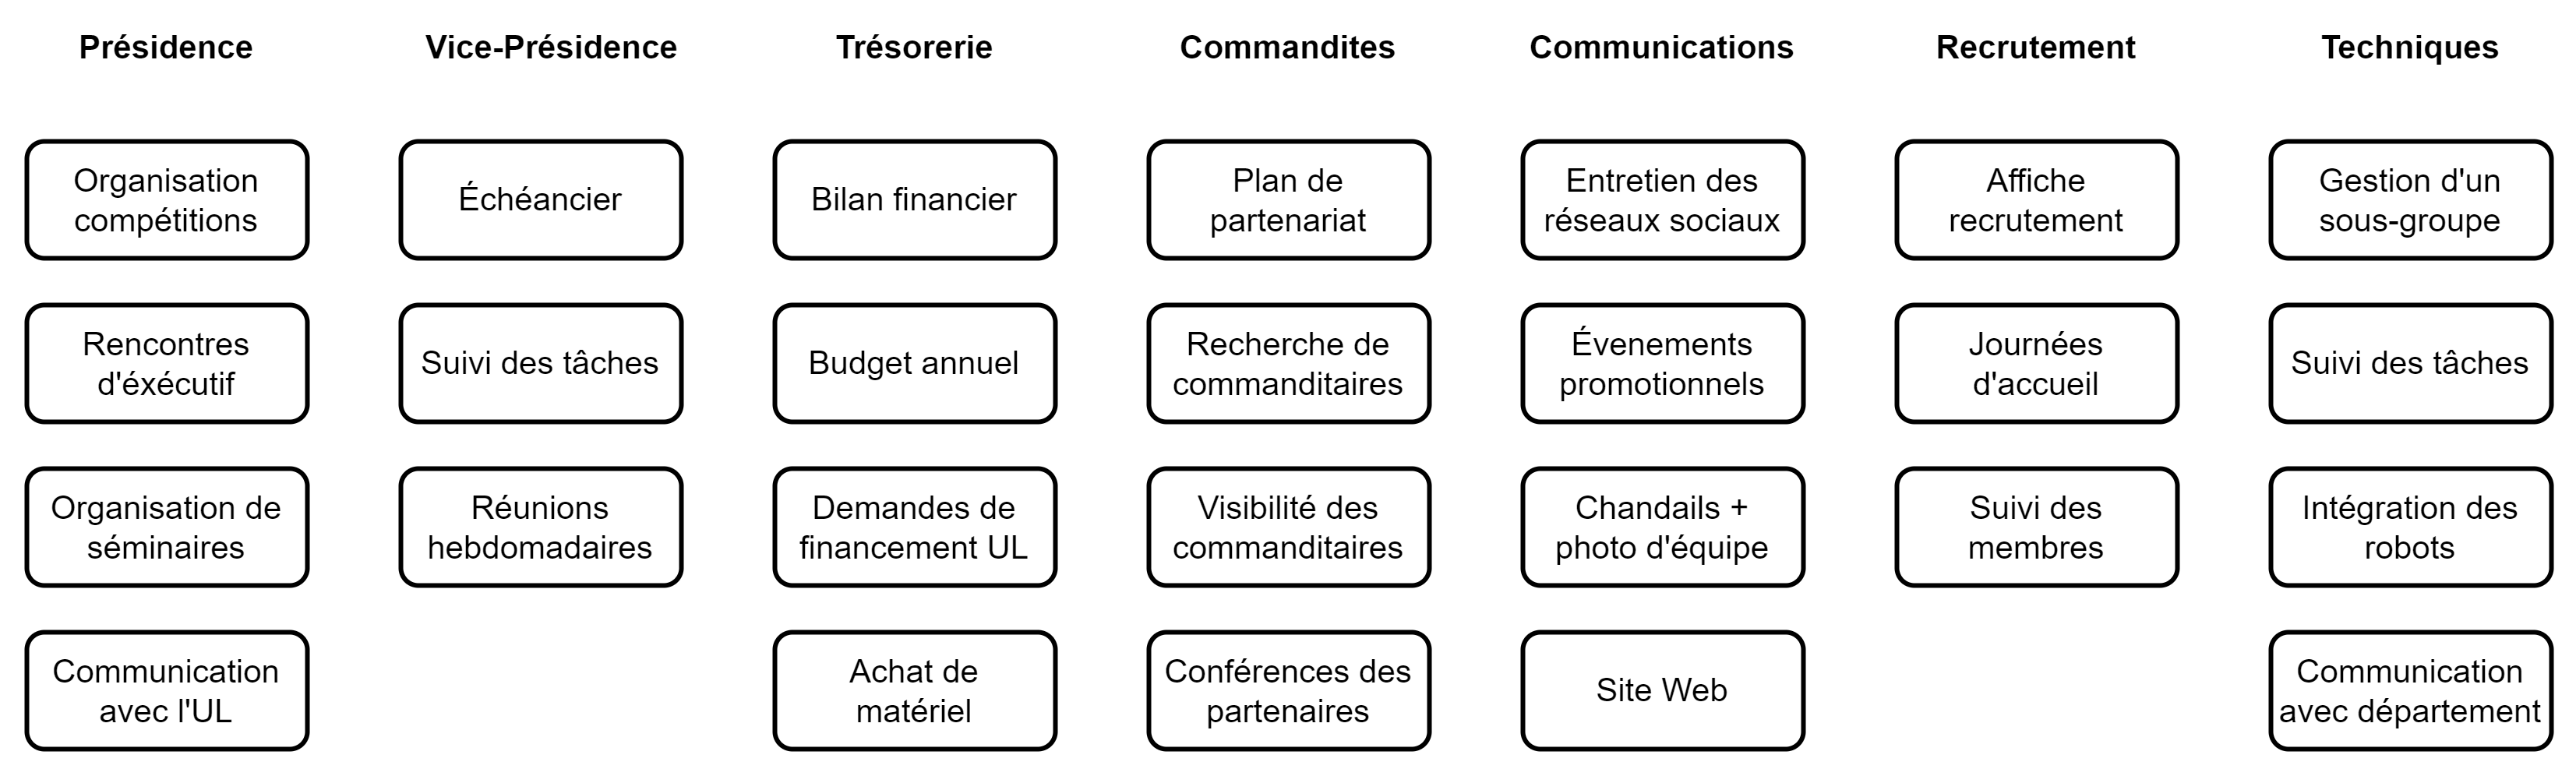 Présidence
Vice-Présidence
Trésorerie
Commandites
Communications
Recrutement
Techniques
Organisation
compétitions
Échéancier
Bilan financier
Plan de
partenariat
Entretien des
réseaux sociaux
Affiche
recrutement
Gestion d'un
sous-groupe
Rencontres
d'éxécutif
Suivi des tâches
Budget annuel
Recherche de
commanditaires
Évenements
promotionnels
Journées
d'accueil
Suivi des tâches
Organisation de
séminaires
Réunions
hebdomadaires
Demandes de
financement UL
Visibilité des
commanditaires
Chandails +
photo d'équipe
Suivi des
membres
Intégration des
robots
Communication
avec l'UL
Achat de
matériel
Conférences des
partenaires
Site Web
Communication
avec département